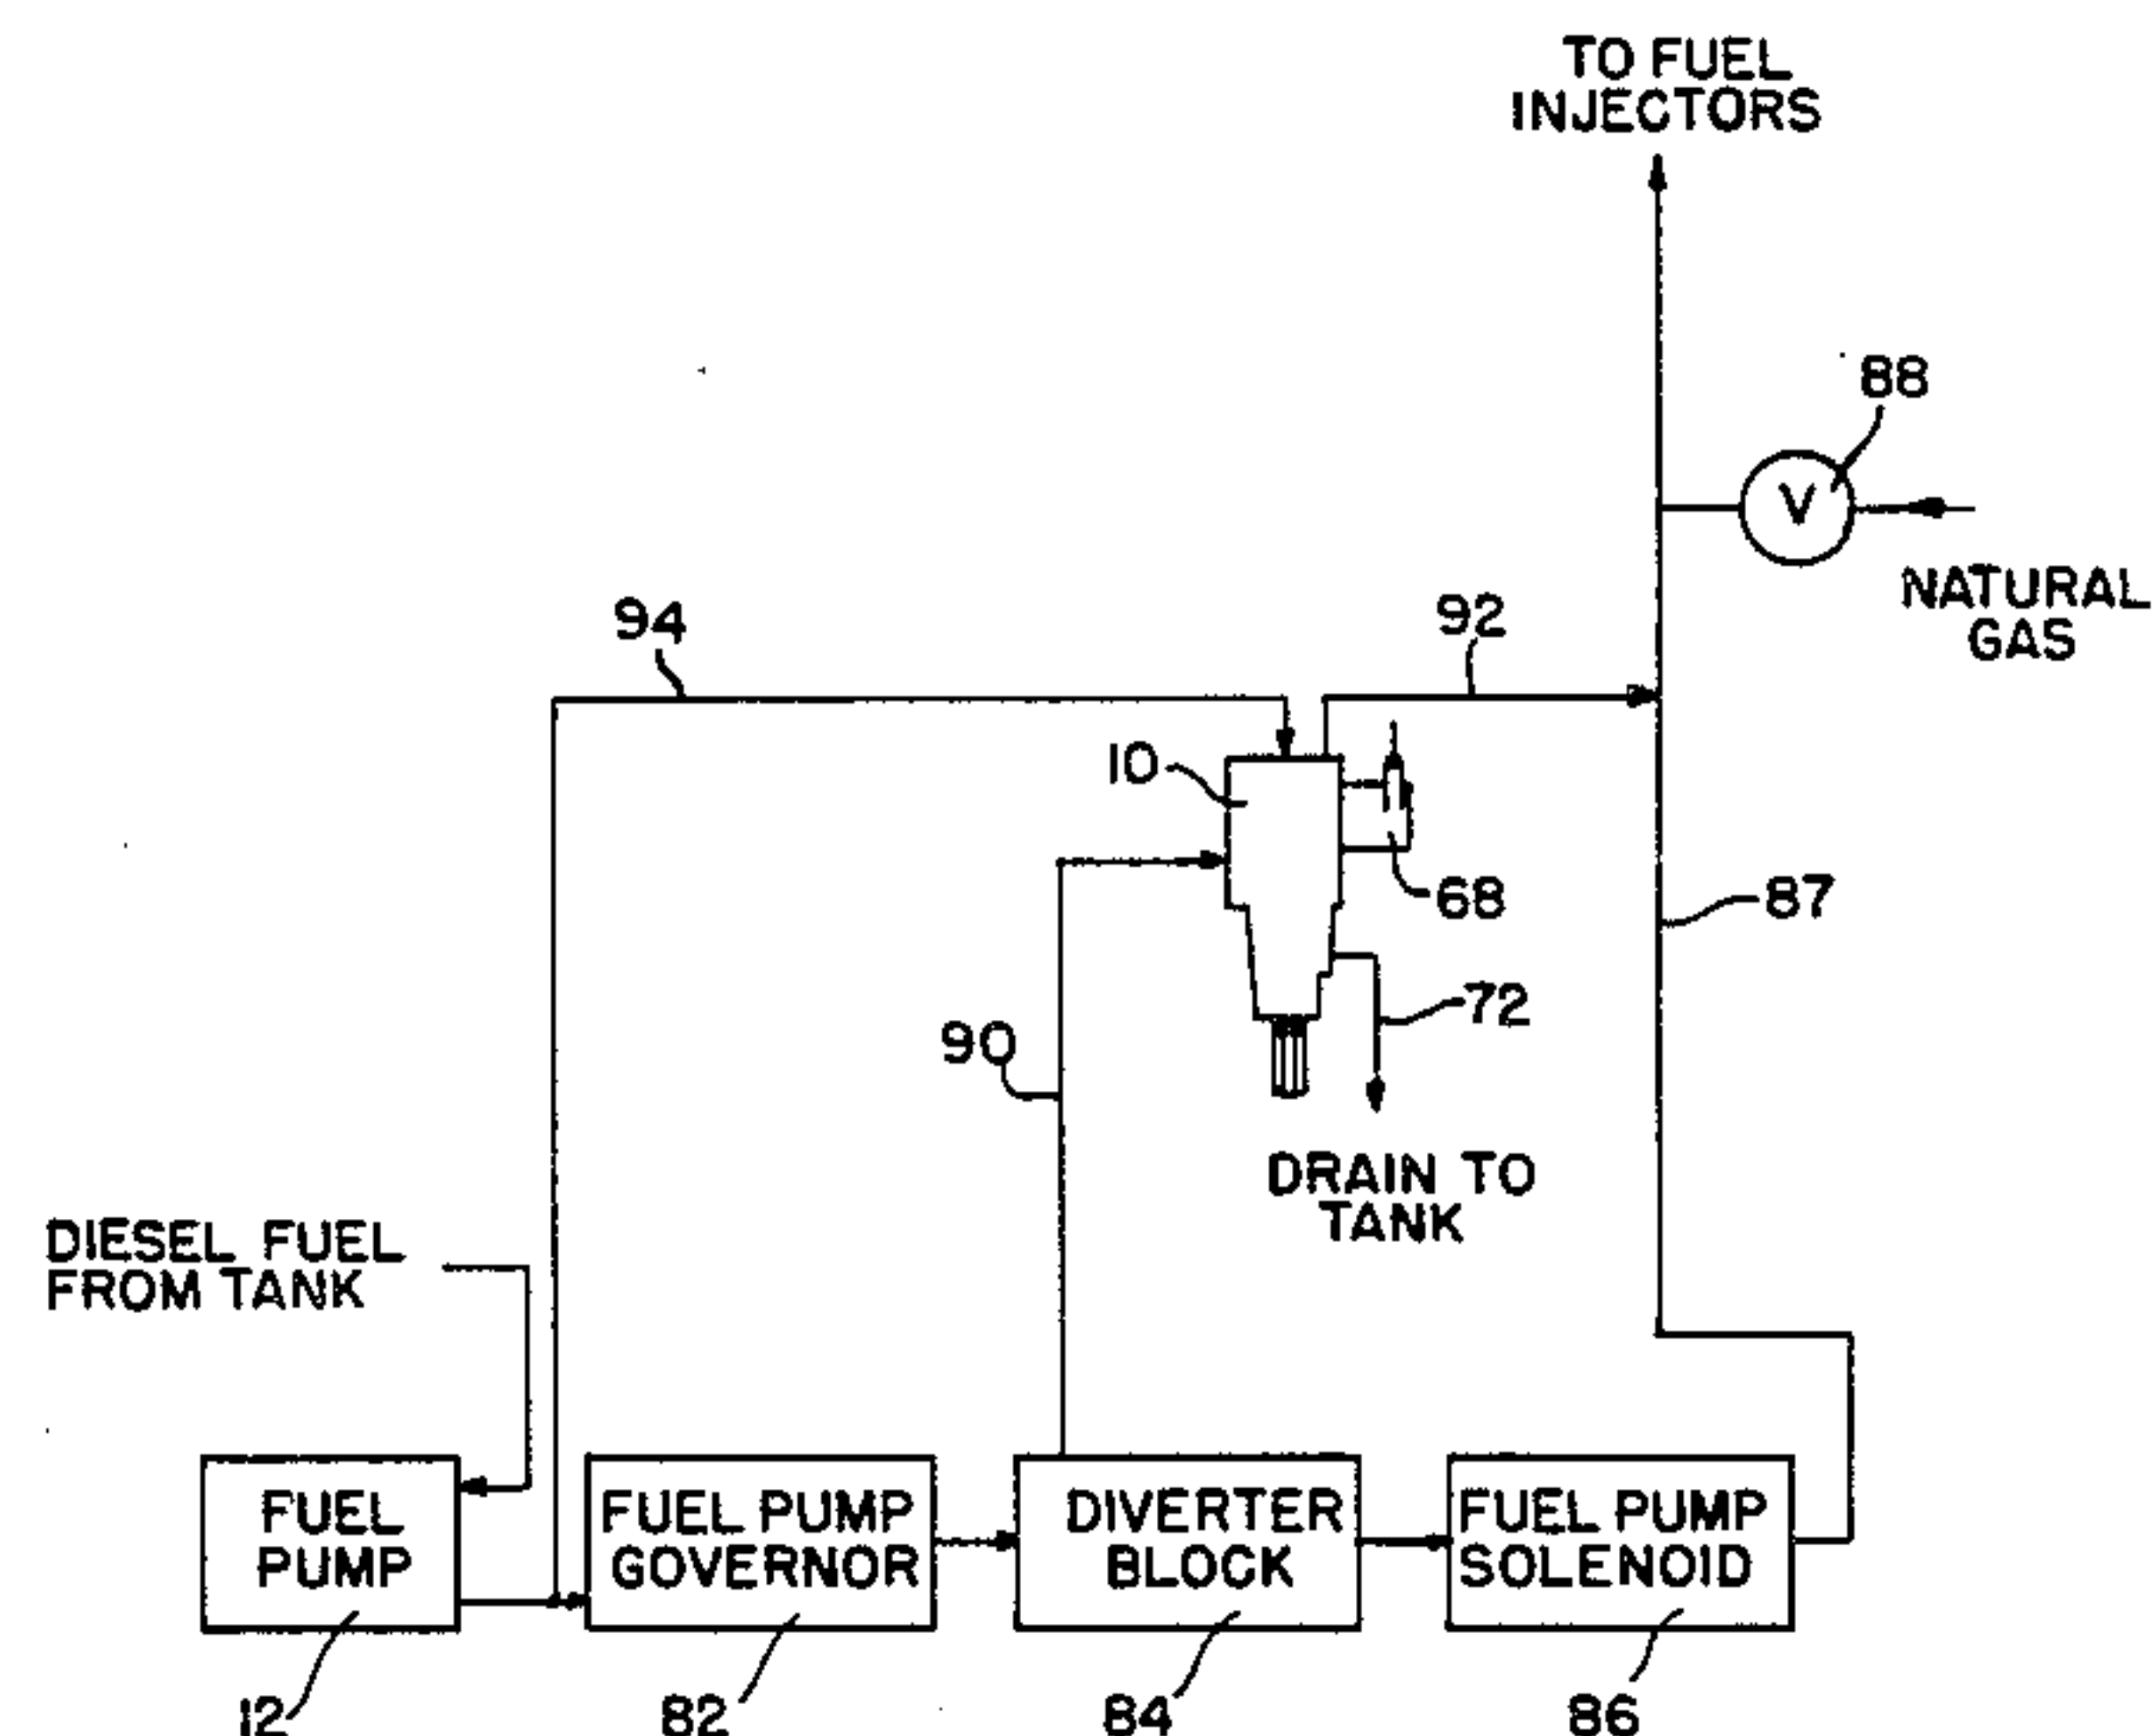 TO FUEL
INJECTORS
88
V
NATURAL
GAS
94
92
10
68
87
72
90
DRAIN TO
TANK
DIESEL FUEL
FROM TANK
FUEL
PUMP
FUEL PUMP
GOVERNOR
DIVERTER
BLOCK
FUEL PUMP
SOLENOID
12
82
84
86